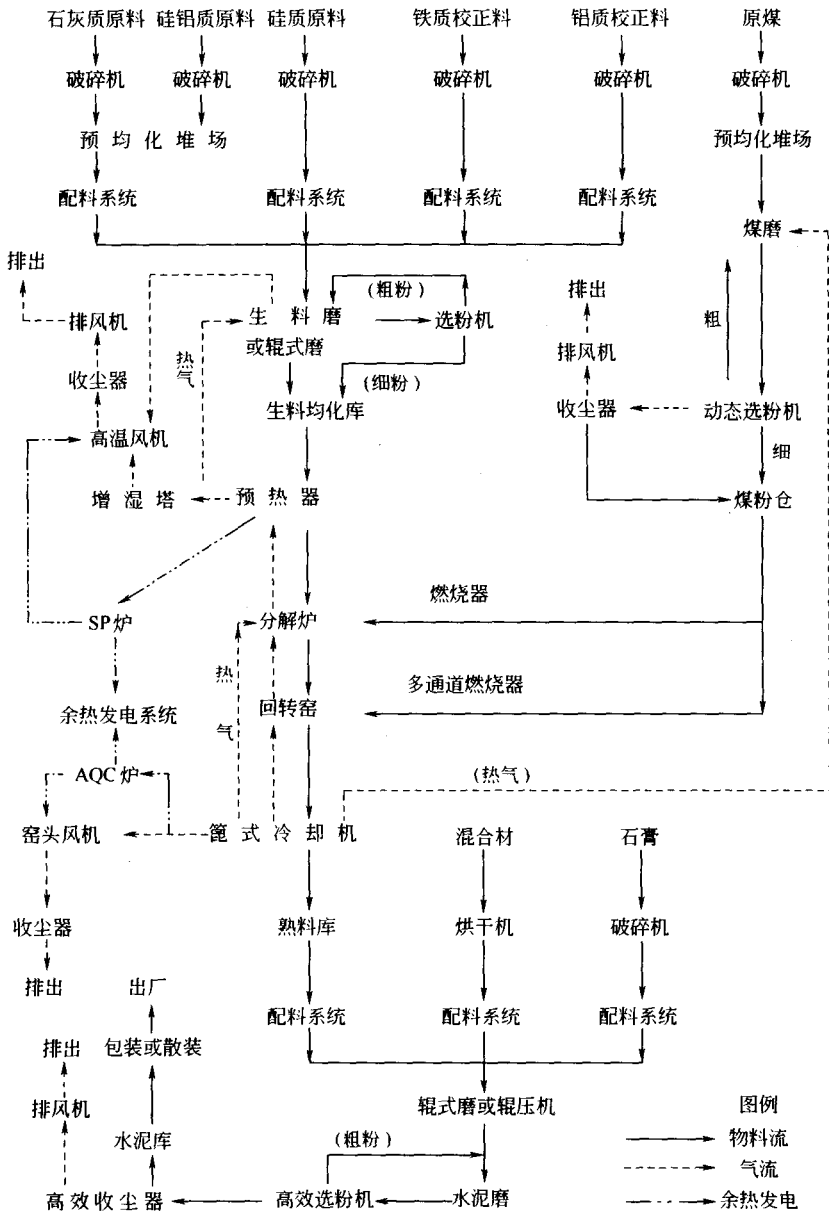 石灰质原料 硅铝质原料 硅质原料 铁质校正料 铝质校正料 原煤
破碎机 破碎机 破碎机 破碎机 破碎机 破碎机
预均化堆场 预均化堆场
配料系统 配料系统 配料系统 配料系统
煤磨
排出
(粗粉) 排出
生料磨 选粉机
排风机 粗
或辊式磨
热气 排风机
收尘器 (细粉)
生料均化库 收尘器 动态选粉机
高温风机 细
增湿塔 预热器 煤粉仓
燃烧器
SP炉 分解炉
热气 多通道燃烧器
余热发电系统 回转窑
AQC炉 (热气)
窑头风机 篦式冷却机 混合材 石膏
收尘器 熟料库 烘干机 破碎机
排出 出厂
配料系统 配料系统 配料系统
排出 包装或散装
排风机 辊式磨或辊压机 图例
水泥库 (粗粉) 物料流
气流
高效收尘器 高效选粉机 水泥磨 余热发电